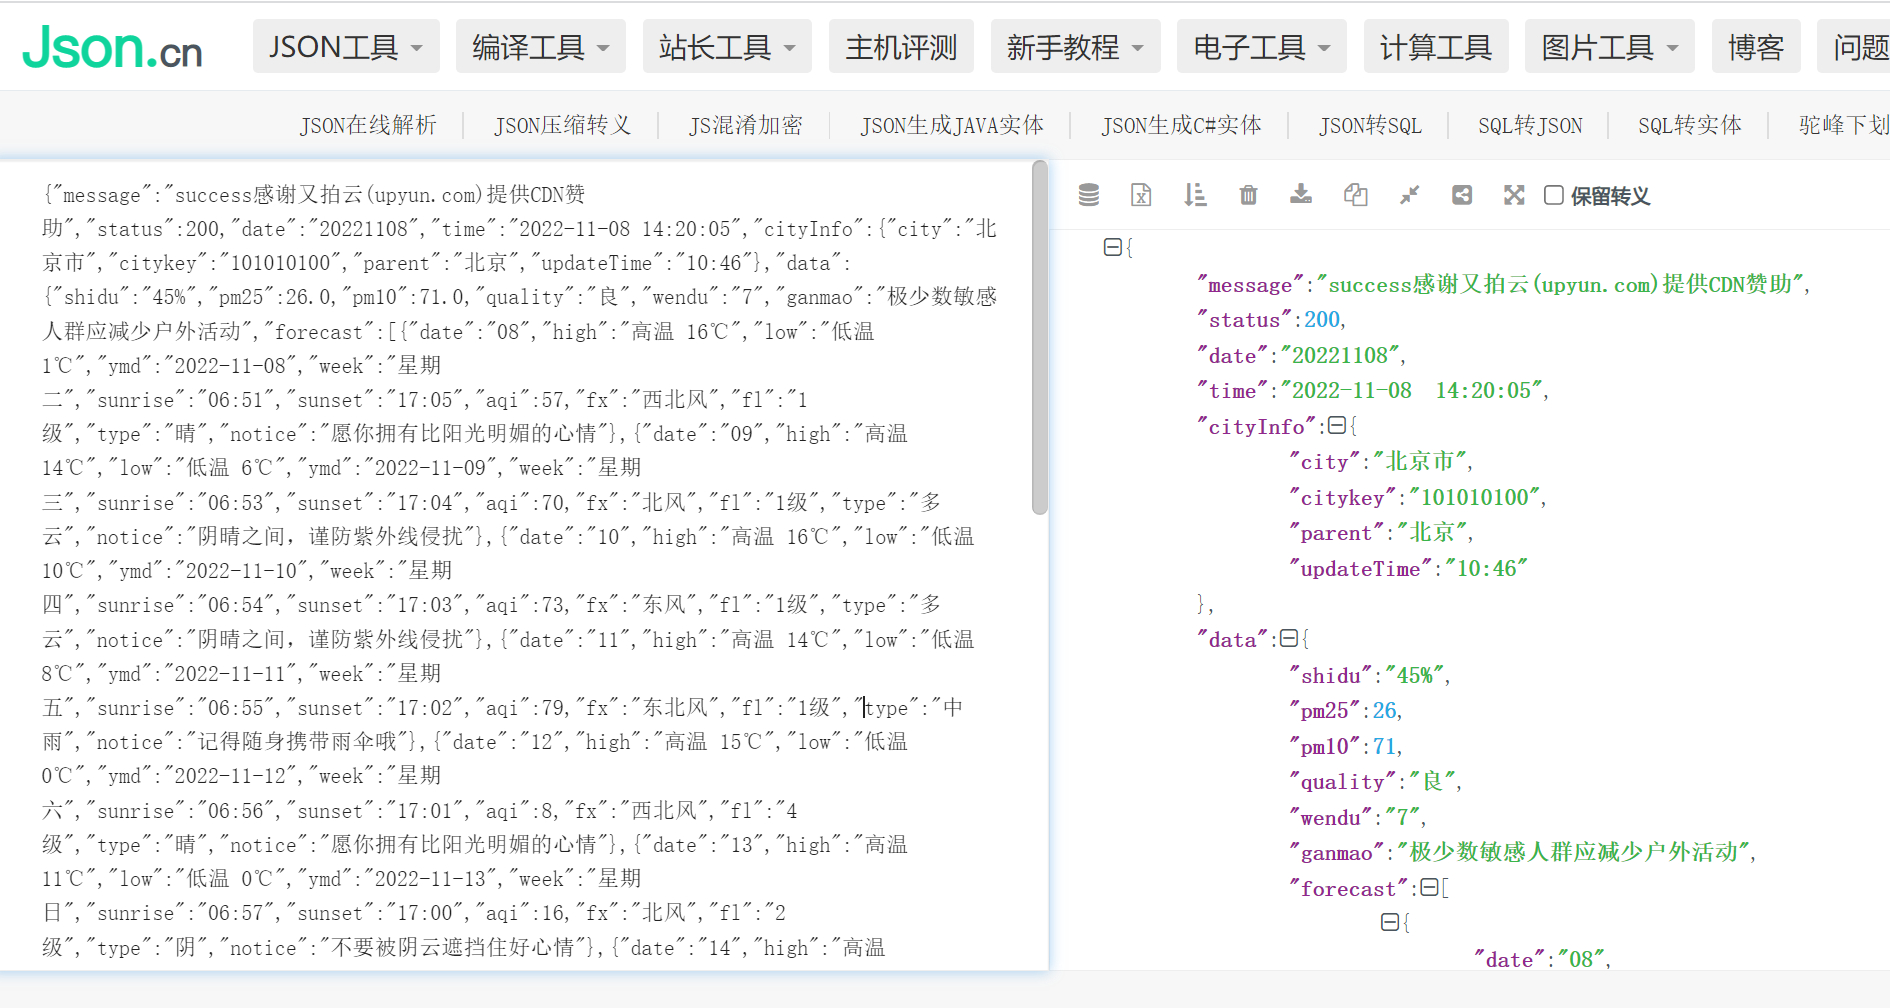 Json.cn
JSON工具
编译工具
站长工具
主机评测
新手教程
电子工具
计算工具
图片工具
博客
问题
JSON在线解析
JSON压缩转义
JS混淆加密
JSON生成JAVA实体
JSON生成C#实体
JSON转SQL
SQL转JSON
SQL转实体
驼峰下划
{"message":"success感谢又拍云(upyun.com)提供CDN赞
助","status":200,"date":"20221108","time":"2022-11-08 14:20:05","cityInfo":{"city":"北
京市","citykey":"101010100","parent":"北京","updateTime":"10:46"},"data":
{"shidu":"45%","pm25":26.0,"pm10":71.0,"quality":"良","wendu":"7","ganmao":"极少数敏感
人群应减少户外活动","forecast":[{"date":"08","high":"高温 16℃","low":"低温
1℃","ymd":"2022-11-08","week":"星期
二","sunrise":"06:51","sunset":"17:05","aqi":57,"fx":"西北风","fl":"1
级","type":"晴","notice":"愿你拥有比阳光明媚的心情"},{"date":"09","high":"高温
14℃","low":"低温 6℃","ymd":"2022-11-09","week":"星期
三","sunrise":"06:53","sunset":"17:04","aqi":70,"fx":"北风","fl":"1级","type":"多
云","notice":"阴晴之间，谨防紫外线侵扰"},{"date":"10","high":"高温 16℃","low":"低温
10℃","ymd":"2022-11-10","week":"星期
四","sunrise":"06:54","sunset":"17:03","aqi":73,"fx":"东风","fl":"1级","type":"多
云","notice":"阴晴之间，谨防紫外线侵扰"},{"date":"11","high":"高温 14℃","low":"低温
8℃","ymd":"2022-11-11","week":"星期
五","sunrise":"06:55","sunset":"17:02","aqi":79,"fx":"东北风","fl":"1级","type":"中
雨","notice":"记得随身携带雨伞哦"},{"date":"12","high":"高温 15℃","low":"低温
0℃","ymd":"2022-11-12","week":"星期
六","sunrise":"06:56","sunset":"17:01","aqi":8,"fx":"西北风","fl":"4
级","type":"晴","notice":"愿你拥有比阳光明媚的心情"},{"date":"13","high":"高温
11℃","low":"低温 0℃","ymd":"2022-11-13","week":"星期
日","sunrise":"06:57","sunset":"17:00","aqi":16,"fx":"北风","fl":"2
级","type":"阴","notice":"不要被阴云遮挡住好心情"},{"date":"14","high":"高温
保留转义
{
"message":"success感谢又拍云(upyun.com)提供CDN赞助",
"status":200,
"date":"20221108",
"time":"2022-11-08 14:20:05",
"cityInfo":{
"city":"北京市",
"citykey":"101010100",
"parent":"北京",
"updateTime":"10:46"
},
"data":{
"shidu":"45%",
"pm25":26,
"pm10":71,
"quality":"良",
"wendu":"7",
"ganmao":"极少数敏感人群应减少户外活动",
"forecast":[
{
"date":"08",